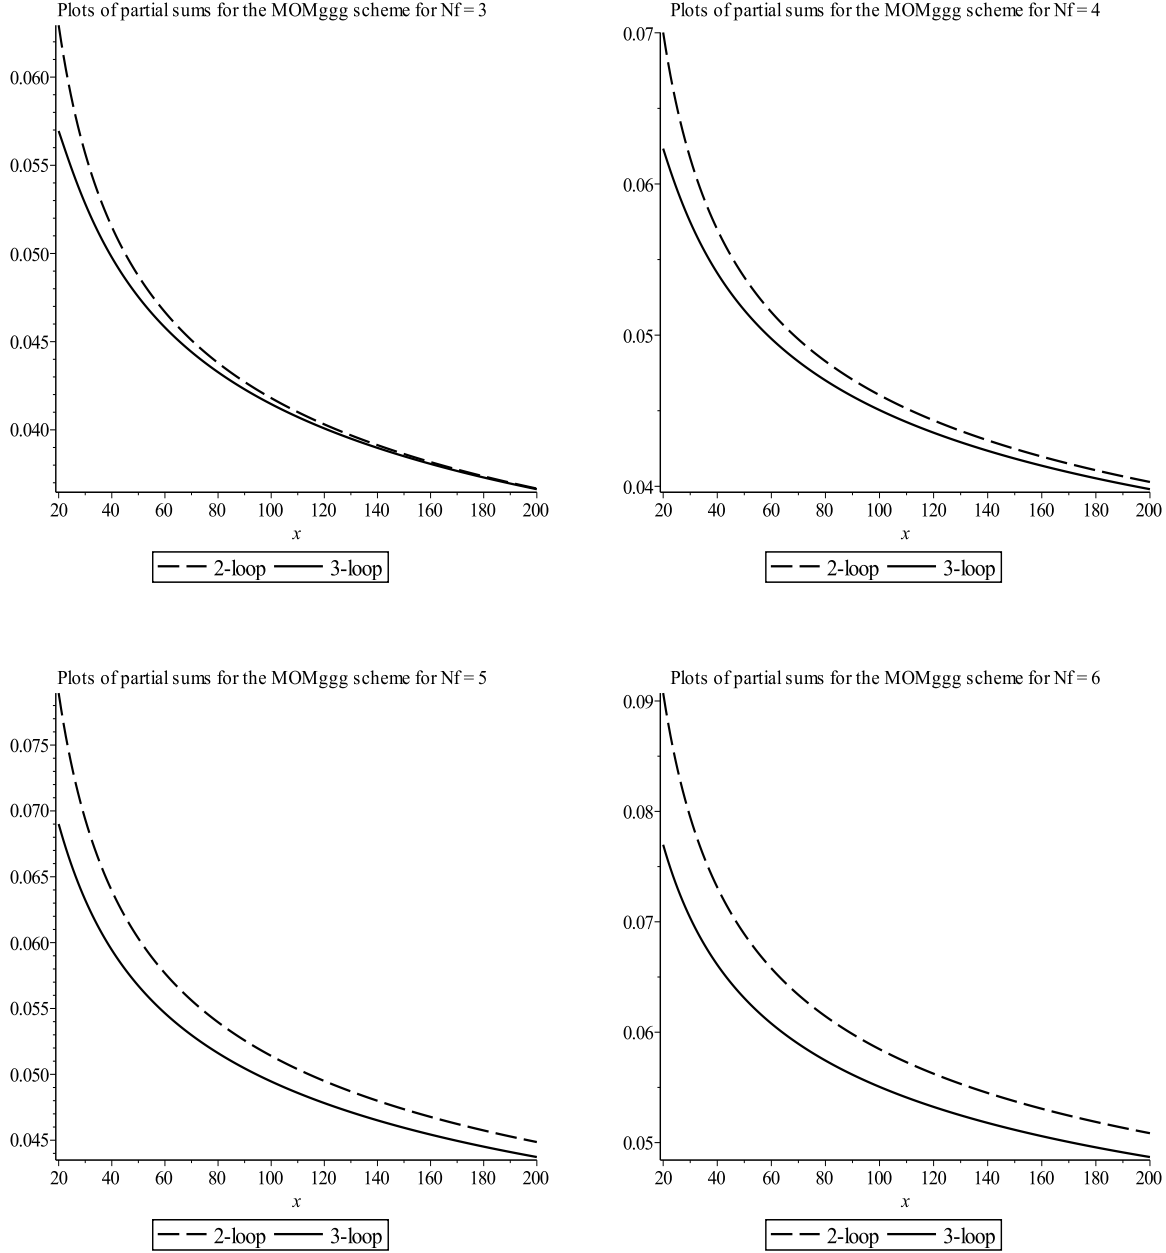 Plots of partial sums for the MOMggg scheme for Nf = 3
0.060
0.055
0.050
0.045
0.040
20 40 60 80 100 120 140 160 180 200
x
2-loop 3-loop
Plots of partial sums for the MOMggg scheme for Nf = 4
0.07
0.06
0.05
0.04
20 40 60 80 100 120 140 160 180 200
x
2-loop 3-loop
Plots of partial sums for the MOMggg scheme for Nf = 5
0.075
0.070
0.065
0.060
0.055
0.050
0.045
20 40 60 80 100 120 140 160 180 200
x
2-loop 3-loop
Plots of partial sums for the MOMggg scheme for Nf = 6
0.09
0.08
0.07
0.06
0.05
20 40 60 80 100 120 140 160 180 200
x
2-loop 3-loop